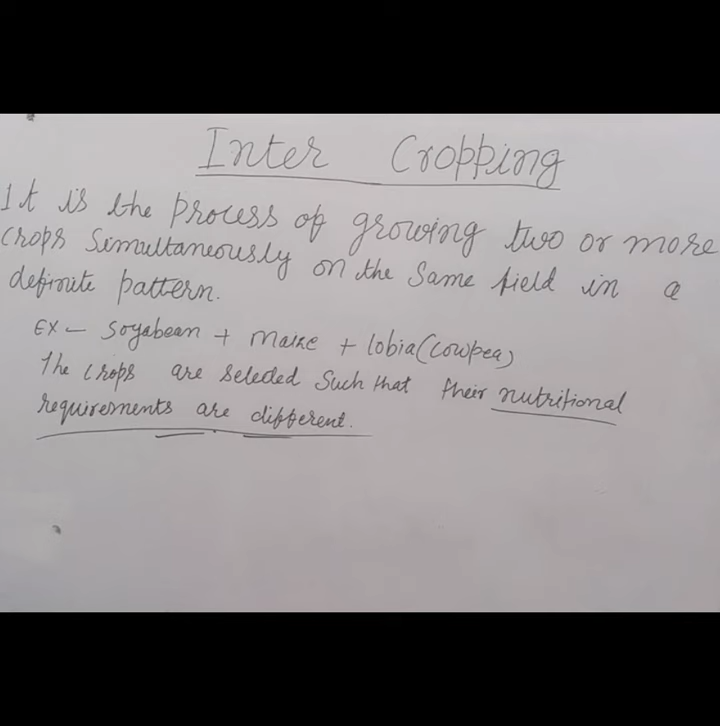 Inter Cropping
It is the process of growing two or more
crops simultaneously on the same field in a
definite pattern.
Ex - Soyabean + maize + lobia (cowpea)
The crops are selected such that their nutritional
requirements are different.